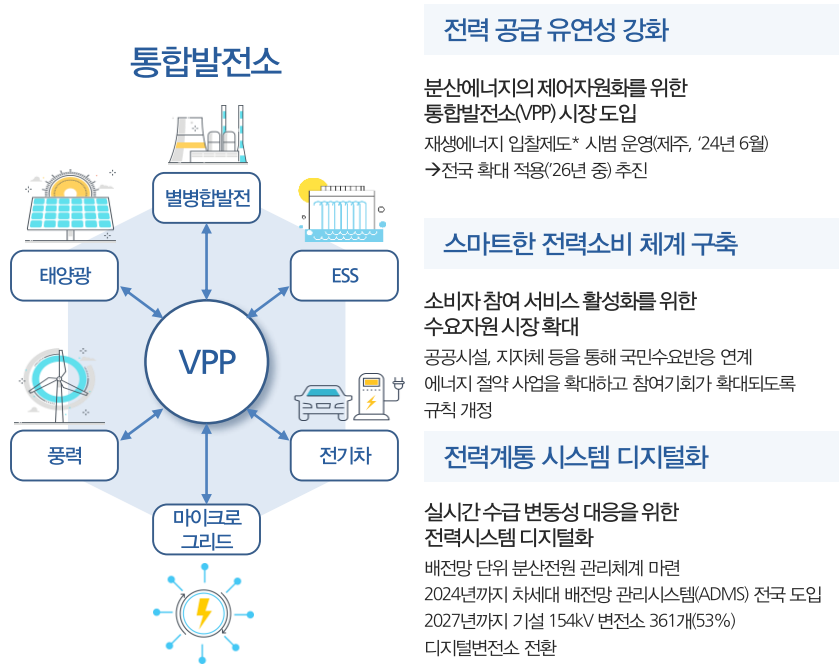 통합발전소
별병합발전
태양광
ESS
VPP
풍력
전기차
마이크로
그리드
전력 공급 유연성 강화
분산에너지의 제어자원화를 위한
통합발전소(VPP) 시장 도입
재생에너지 입찰제도* 시범 운영(제주, ‘24년 6월)
→전국 확대 적용(‘26년 중) 추진
스마트한 전력소비 체계 구축
소비자 참여 서비스 활성화를 위한
수요자원 시장 확대
공공시설, 지자체 등을 통해 국민수요반응 연계
에너지 절약 사업을 확대하고 참여기회가 확대되도록
규칙 개정
전력계통 시스템 디지털화
실시간 수급 변동성 대응을 위한
전력시스템 디지털화
배전망 단위 분산전원 관리체계 마련
2024년까지 차세대 배전망 관리시스템(ADMS) 전국 도입
2027년까지 기설 154kV 변전소 361개(53%)
디지털변전소 전환